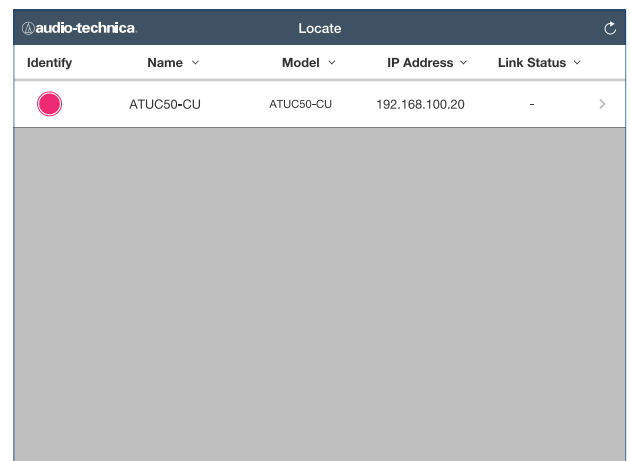 audio-technica. Locate
Identify Name Model IP Address Link Status
ATUC50-CU ATUC50-CU 192.168.100.20 -